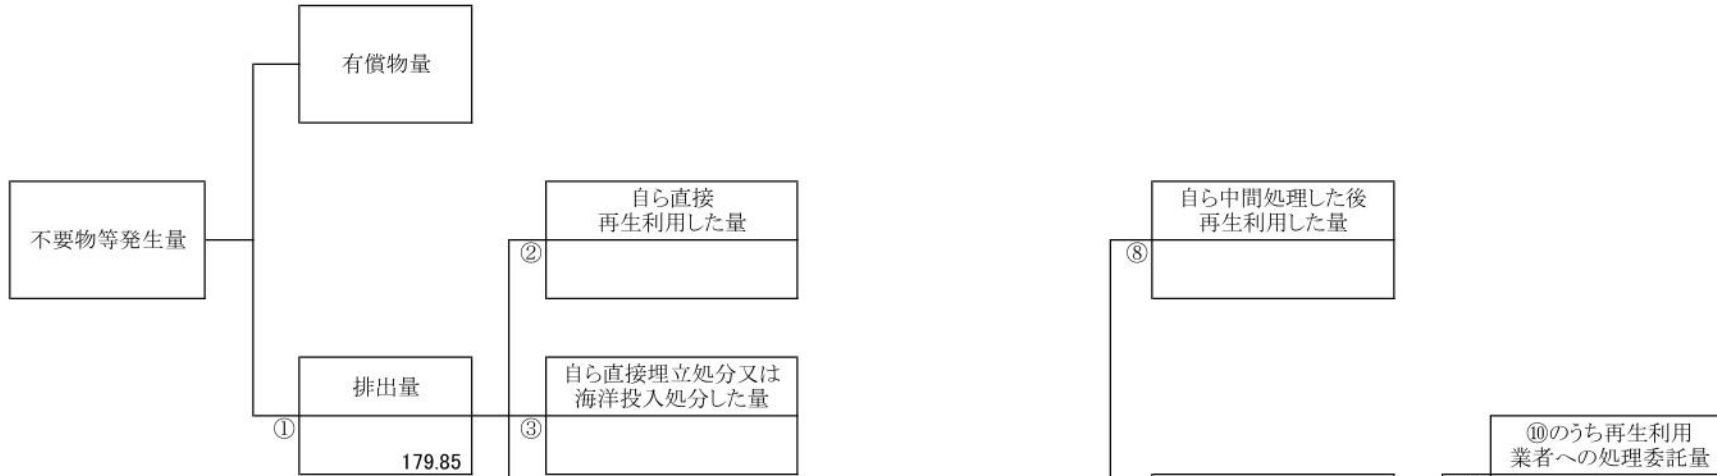 有償物量
不要物等発生量
自ら直接
再生利用した量
②
自ら中間処理した後
再生利用した量
⑧
排出量
①
179.85
自ら直接埋立処分又は
海洋投入処分した量
③
⑩のうち再生利用
業者への処理委託量